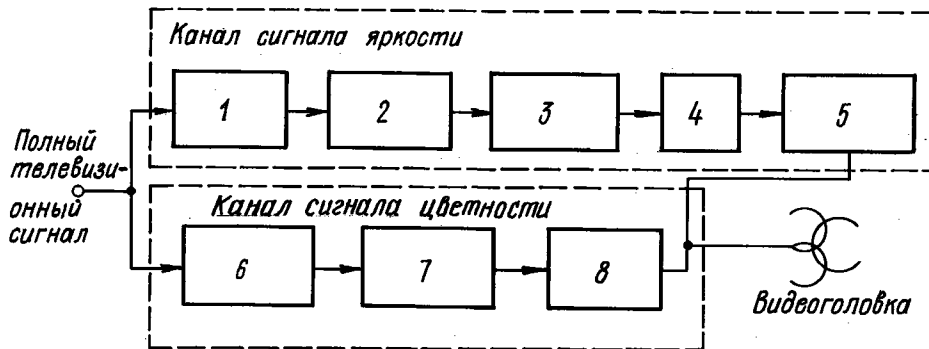 Канал сигнала яркости
1
2
3
4
5
Полный
телевизи-
онный
сигнал
Канал сигнала цветности
6
7
8
Видеоголовка